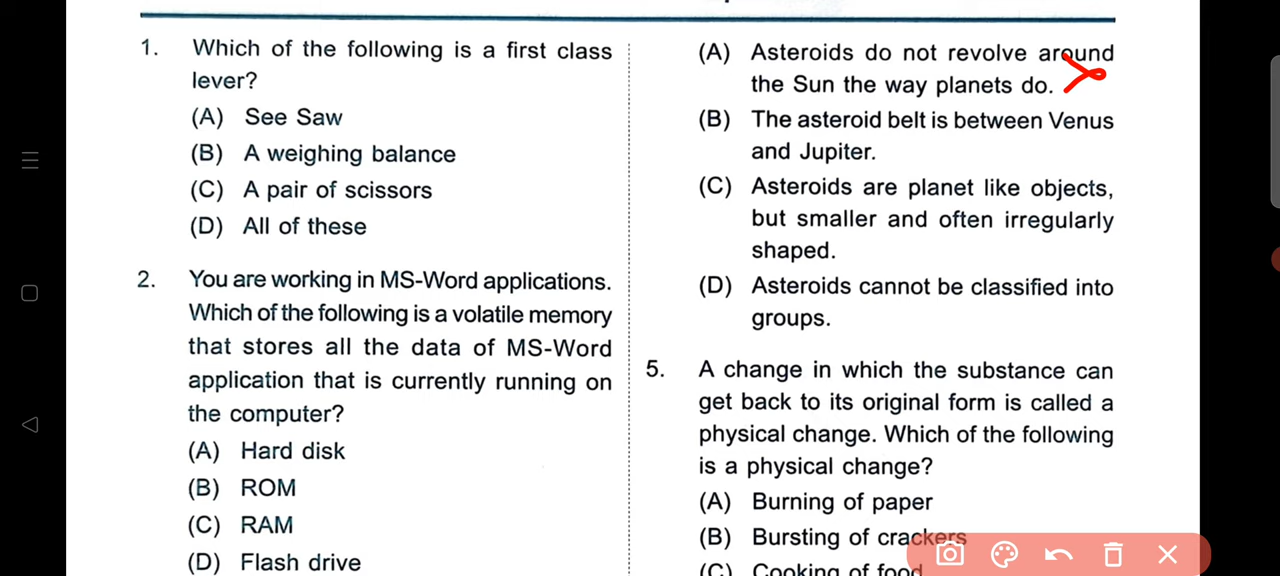 1. Which of the following is a first class
lever?
(A) See Saw
(B) A weighing balance
(C) A pair of scissors
(D) All of these
2. You are working in MS-Word applications.
Which of the following is a volatile memory
that stores all the data of MS-Word
application that is currently running on
the computer?
(A) Hard disk
(B) ROM
(C) RAM
(D) Flash drive
(A) Asteroids do not revolve around
the Sun the way planets do.
(B) The asteroid belt is between Venus
and Jupiter.
(C) Asteroids are planet like objects,
but smaller and often irregularly
shaped.
(D) Asteroids cannot be classified into
groups.
5. A change in which the substance can
get back to its original form is called a
physical change. Which of the following
is a physical change?
(A) Burning of paper
(B) Bursting of crackers
(C) Cooking of food